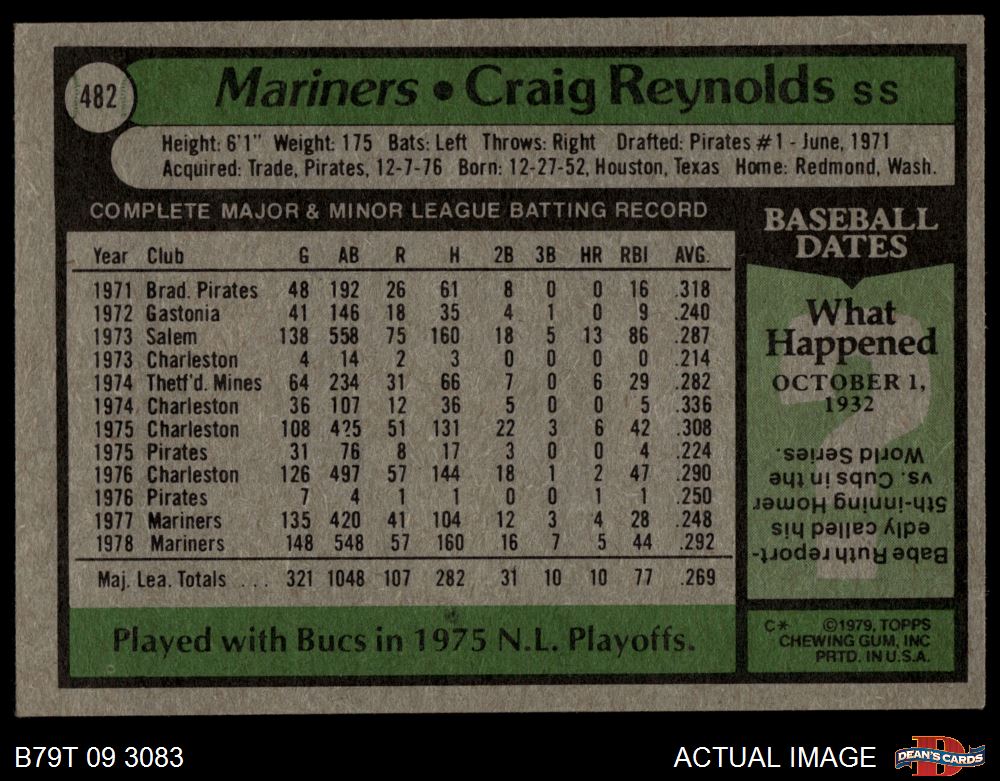 482
Mariners • Craig Reynolds SS
Height: 6'1" Weight: 175 Bats: Left Throws: Right Drafted: Pirates #1 - June, 1971
Acquired: Trade, Pirates, 12-7-76 Born: 12-27-52, Houston, Texas Home: Redmond, Wash.
COMPLETE MAJOR & MINOR LEAGUE BATTING RECORD
Year Club G AB R H 2B 3B HR RBI AVG.
1971 Brad. Pirates 48 192 26 61 8 0 0 16 .318
1972 Gastonia 41 146 18 35 4 1 0 9 .240
1973 Salem 138 558 75 160 18 5 13 86 .287
1973 Charleston 4 14 2 3 0 0 0 0 .214
1974 Thetf'd. Mines 64 234 31 66 7 0 6 29 .282
1974 Charleston 36 107 12 36 5 0 0 5 .336
1975 Charleston 108 425 51 131 22 3 6 42 .308
1975 Pirates 31 76 8 17 3 0 0 4 .224
1976 Charleston 126 497 57 144 18 1 2 47 .290
1976 Pirates 7 4 1 1 0 0 1 1 .250
1977 Mariners 135 420 41 104 12 3 4 28 .248
1978 Mariners 148 548 57 160 16 7 5 44 .292
Maj. Lea. Totals ... 321 1048 107 282 31 10 10 77 .269
Played with Bucs in 1975 N.L. Playoffs.
BASEBALL
DATES
What
Happened
OCTOBER 1,
1932
Babe Ruth report-
edly called his
5th-inning Homer
vs. Cubs in the
World Series.
C* ©1979, TOPPS
CHEWING GUM, INC
PRTD. IN U.S.A.
B79T 09 3083
ACTUAL IMAGE
D
DEAN'S CARDS